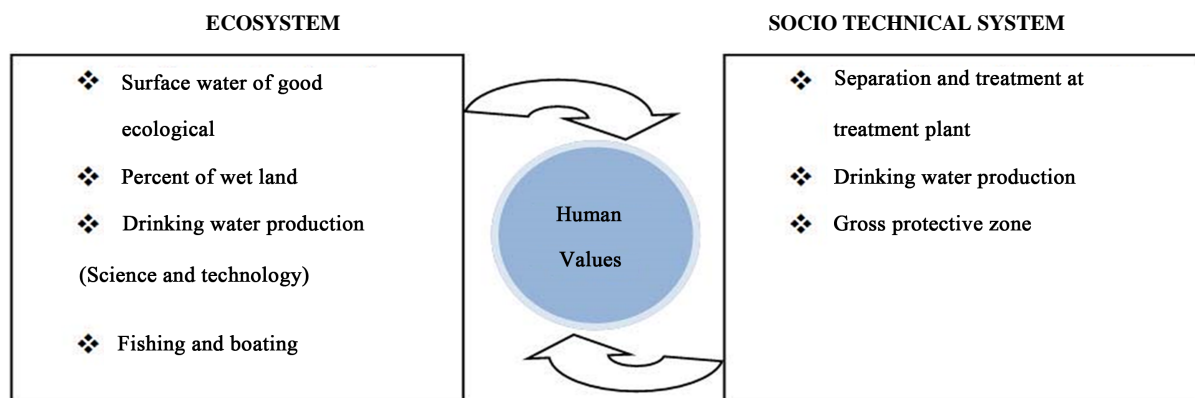 ECOSYSTEM
SOCIO TECHNICAL SYSTEM
Surface water of good
ecological
Percent of wet land
Drinking water production
(Science and technology)
Fishing and boating
Human
Values
Separation and treatment at
treatment plant
Drinking water production
Gross protective zone